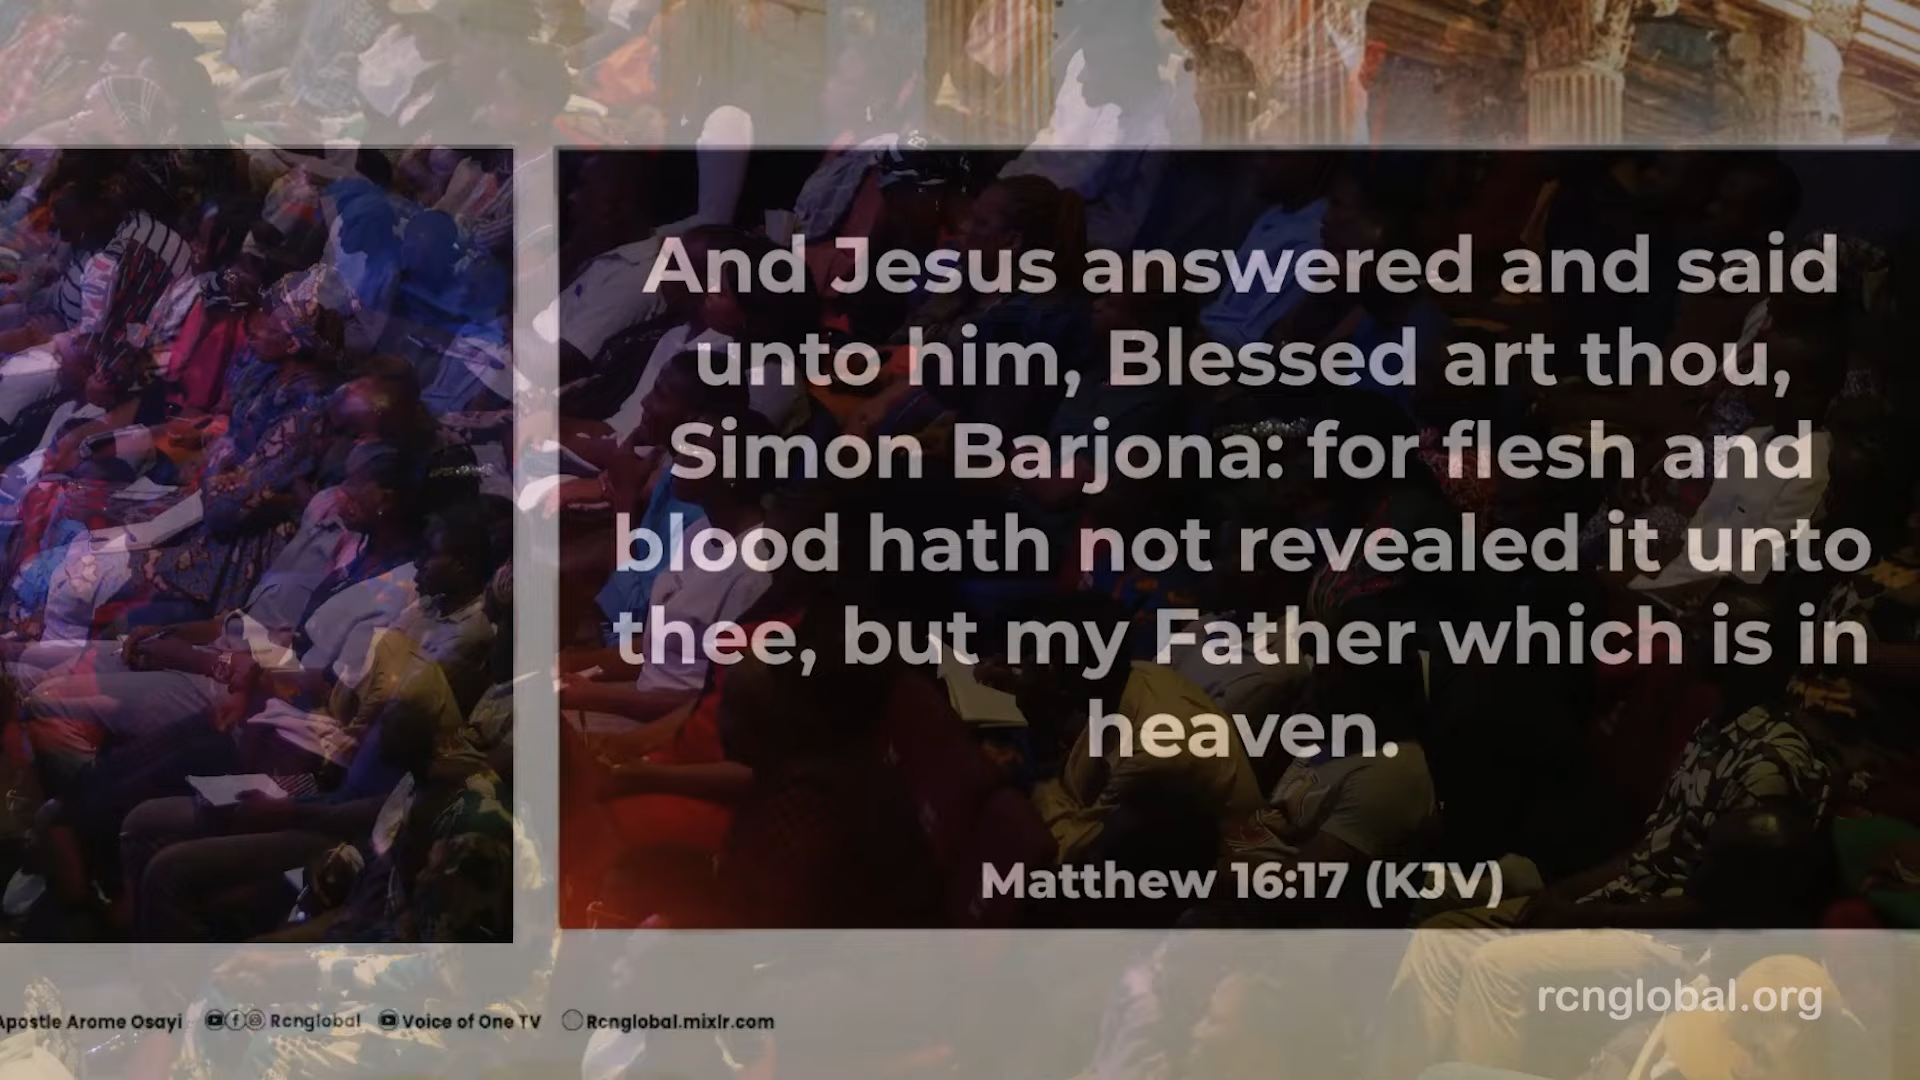 And Jesus answered and said
unto him, Blessed art thou,
Simon Barjona: for flesh and
blood hath not revealed it unto
thee, but my Father which is in
heaven.
Matthew 16:17 (KJV)
rcnglobal.org
Apostle Arome Osayi Rcnglobal Voice of One TV Rcnglobal.mixlr.com